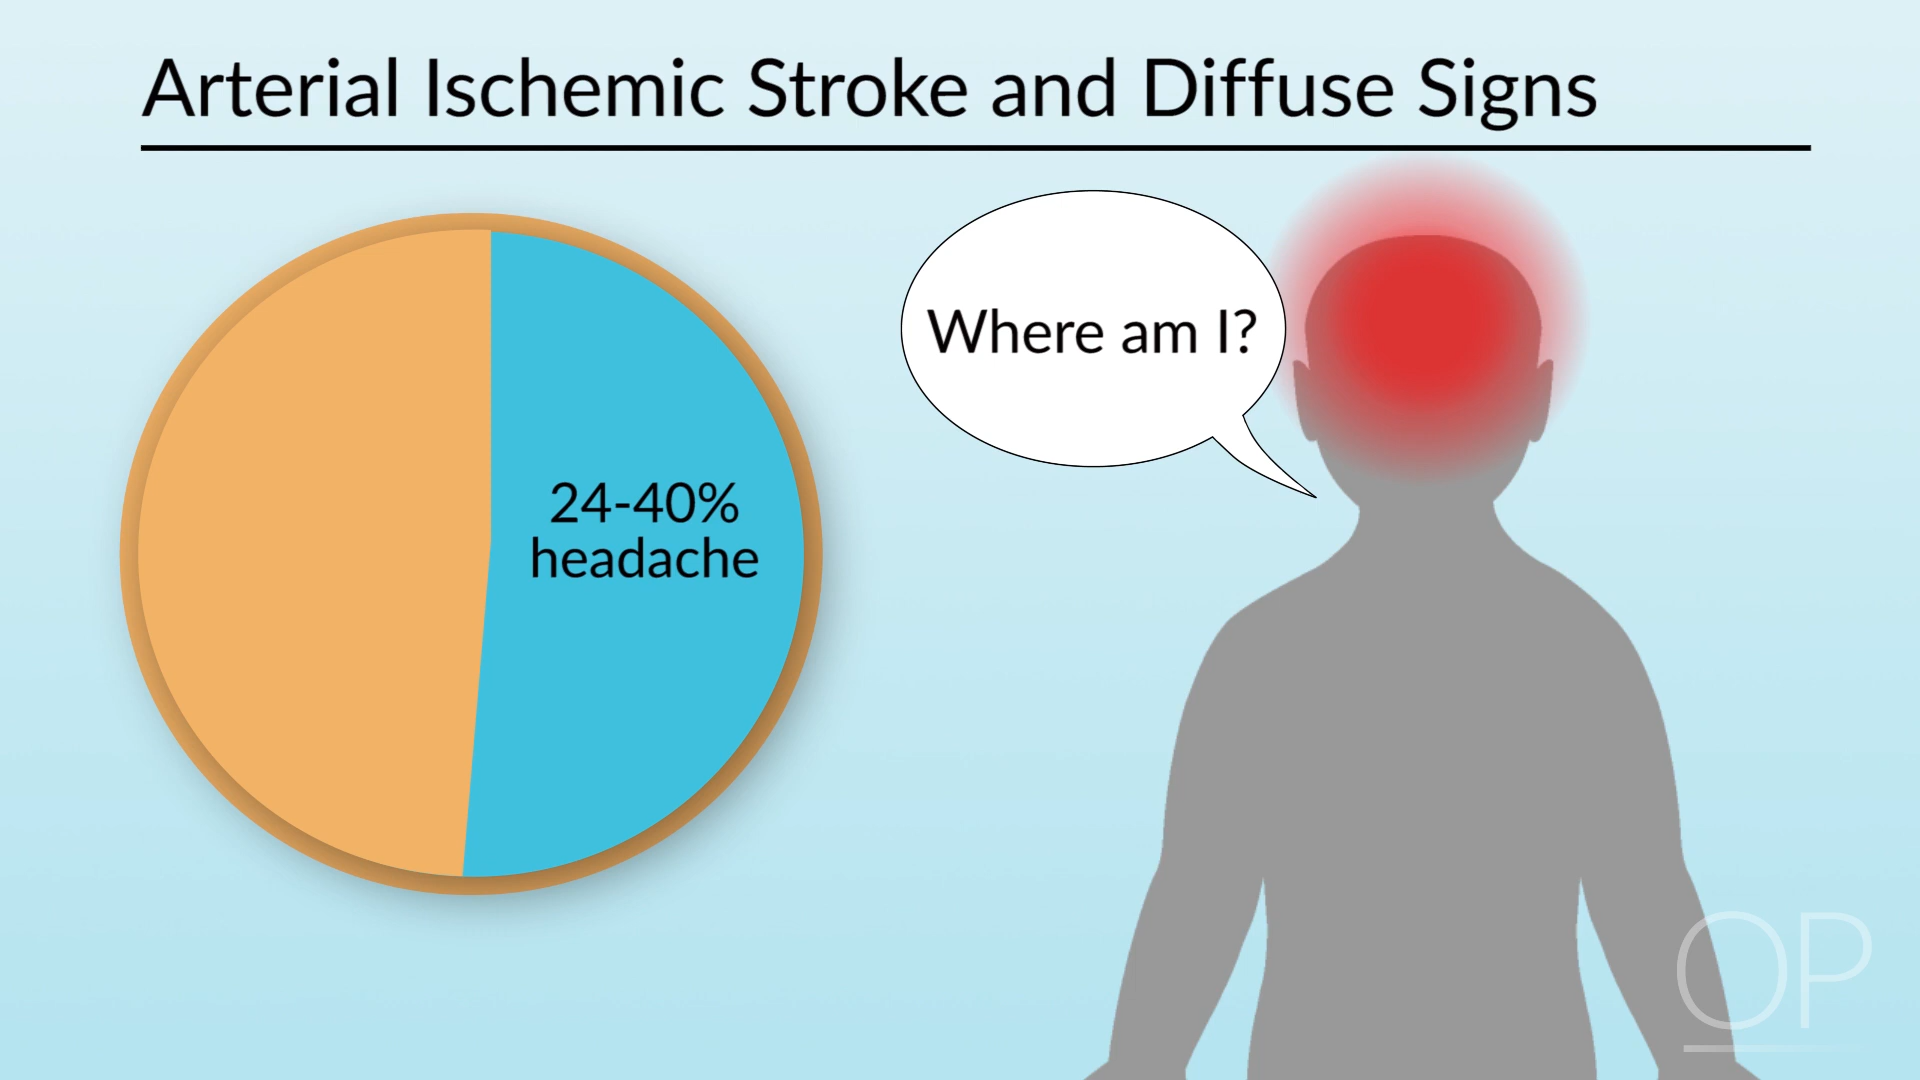 Arterial Ischemic Stroke and Diffuse Signs
24-40%
headache
Where am I?
OP